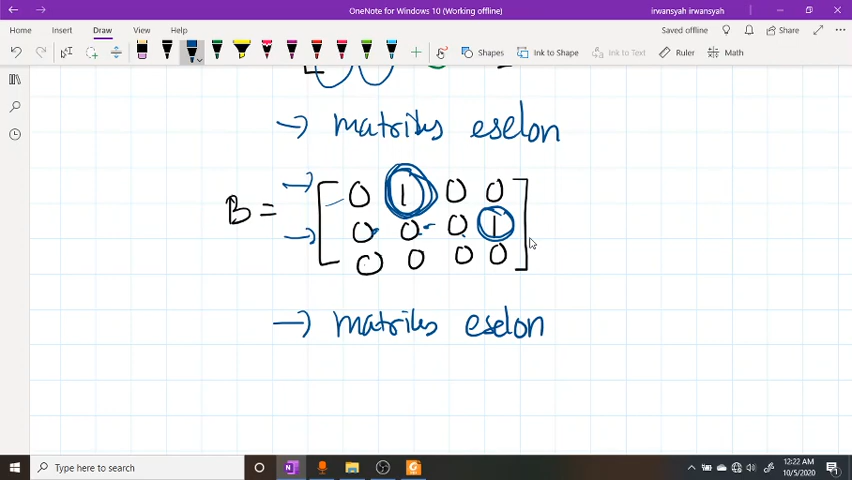 OneNote for Windows 10 (Working offline)
irwansyah irwansyah
Home Insert Draw View Help
Saved offline Share
Shapes Ink to Shape Ink to Text Ruler Math
→ matriks eselon
B = [ 0 1 0 0
0 0 0 1
0 0 0 0 ]
→ matriks eselon
Type here to search
12:22 AM
10/5/2020